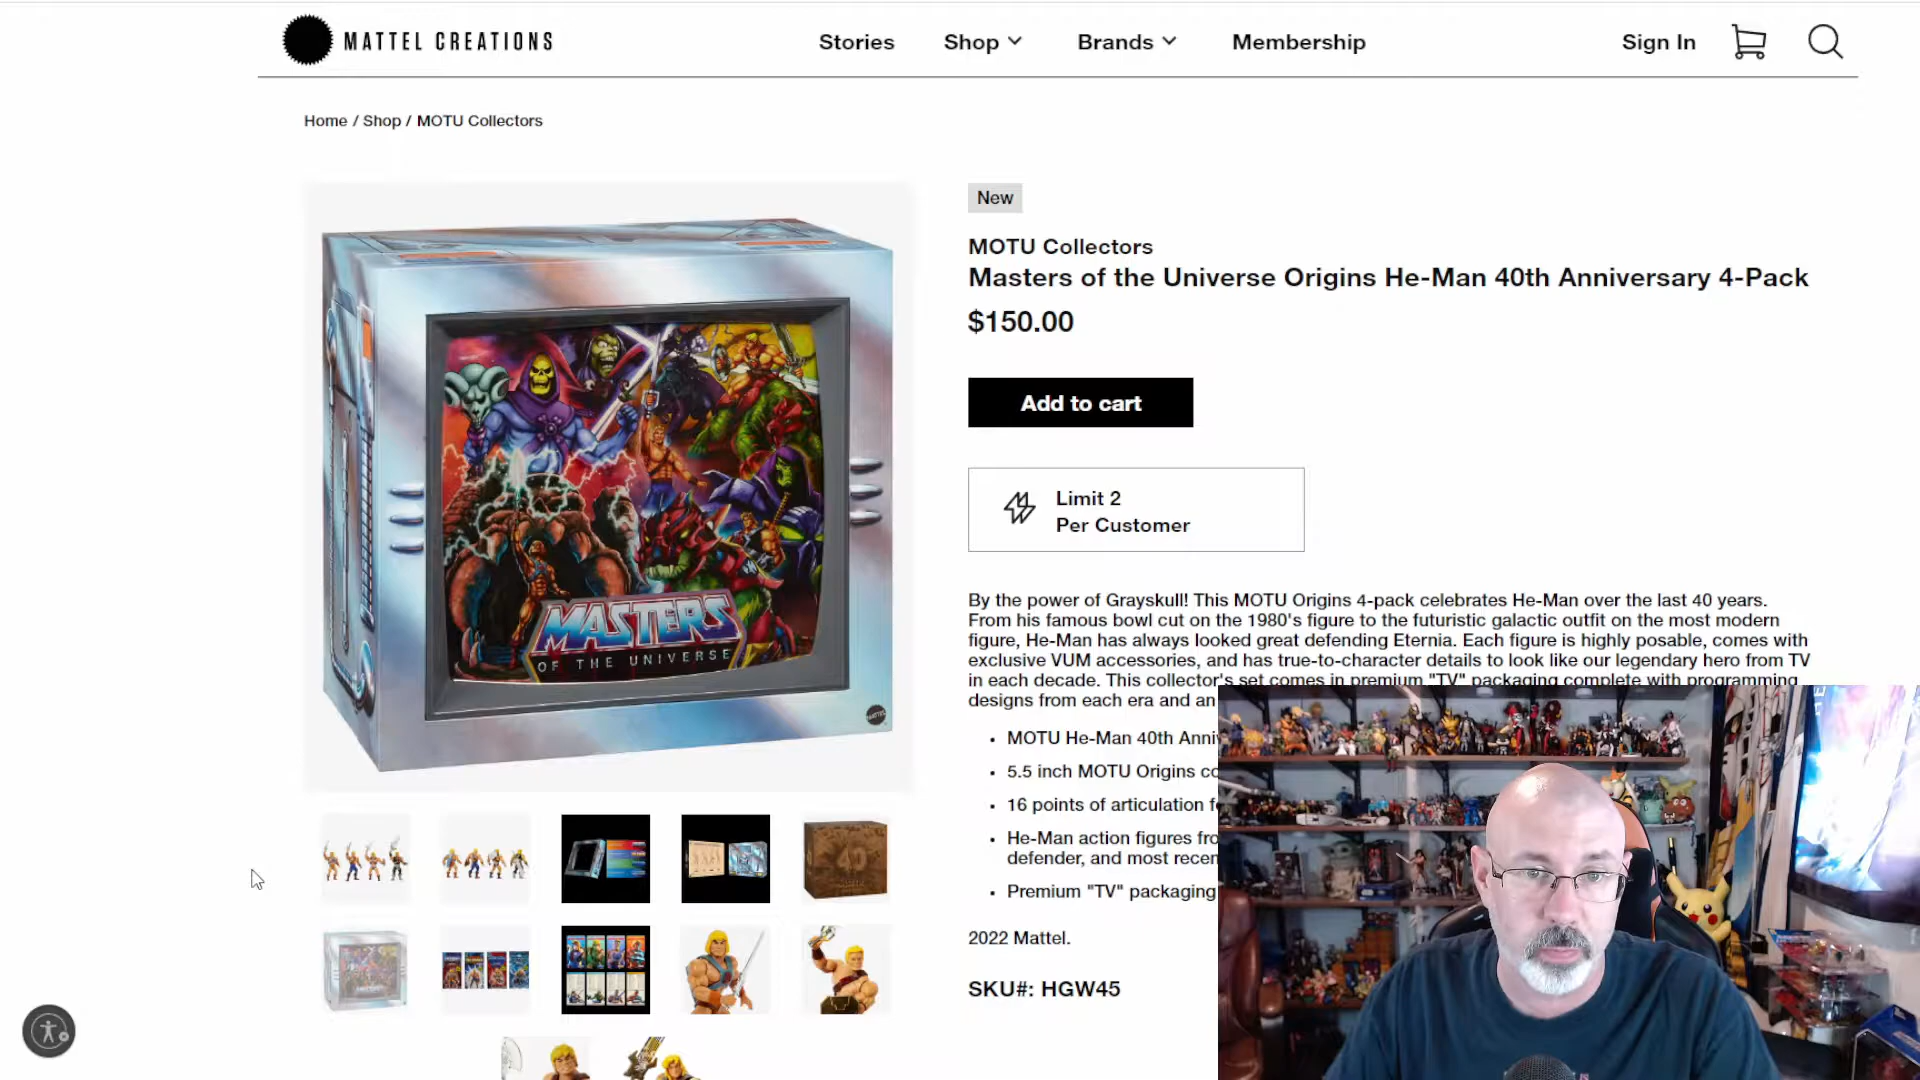 MATTEL CREATIONS
Stories
Shop
Brands
Membership
Sign In
Home / Shop / MOTU Collectors
New
MOTU Collectors
Masters of the Universe Origins He-Man 40th Anniversary 4-Pack
$150.00
Add to cart
Limit 2
Per Customer
MASTERS
OF THE UNIVERSE
MATTEL
By the power of Grayskull! This MOTU Origins 4-pack celebrates He-Man over the last 40 years.
From his famous bowl cut on the 1980's figure to the futuristic galactic outfit on the most modern
figure, He-Man has always looked great defending Eternia. Each figure is highly posable, comes with
exclusive VUM accessories, and has true-to-character details to look like our legendary hero from TV
in each decade. This collector's set comes in premium "TV" packaging complete with programming
designs from each era and an
• MOTU He-Man 40th Anni
• 5.5 inch MOTU Origins co
• 16 points of articulation f
• He-Man action figures fro
defender, and most recen
• Premium "TV" packaging
2022 Mattel.
SKU#: HGW45
40